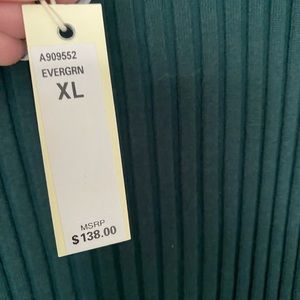 A909552
EVERGRN
XL
MSRP
$138.00